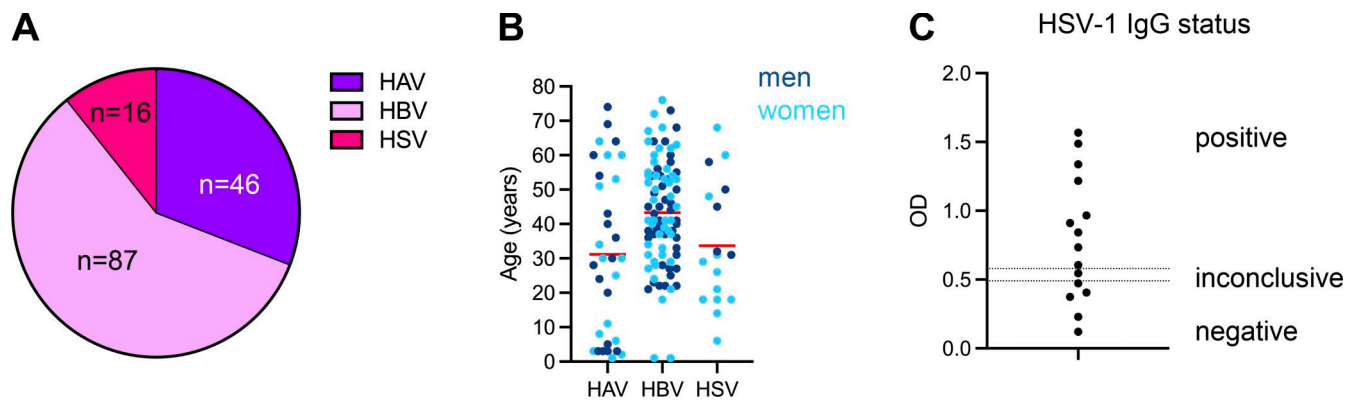 A
n=16
n=46
n=87
HAV
HBV
HSV
B
men
women
Age (years)
80
70
60
50
40
30
20
10
0
HAV HBV HSV
C
HSV-1 IgG status
OD
2.0
1.5
1.0
0.5
0.0
positive
inconclusive
negative